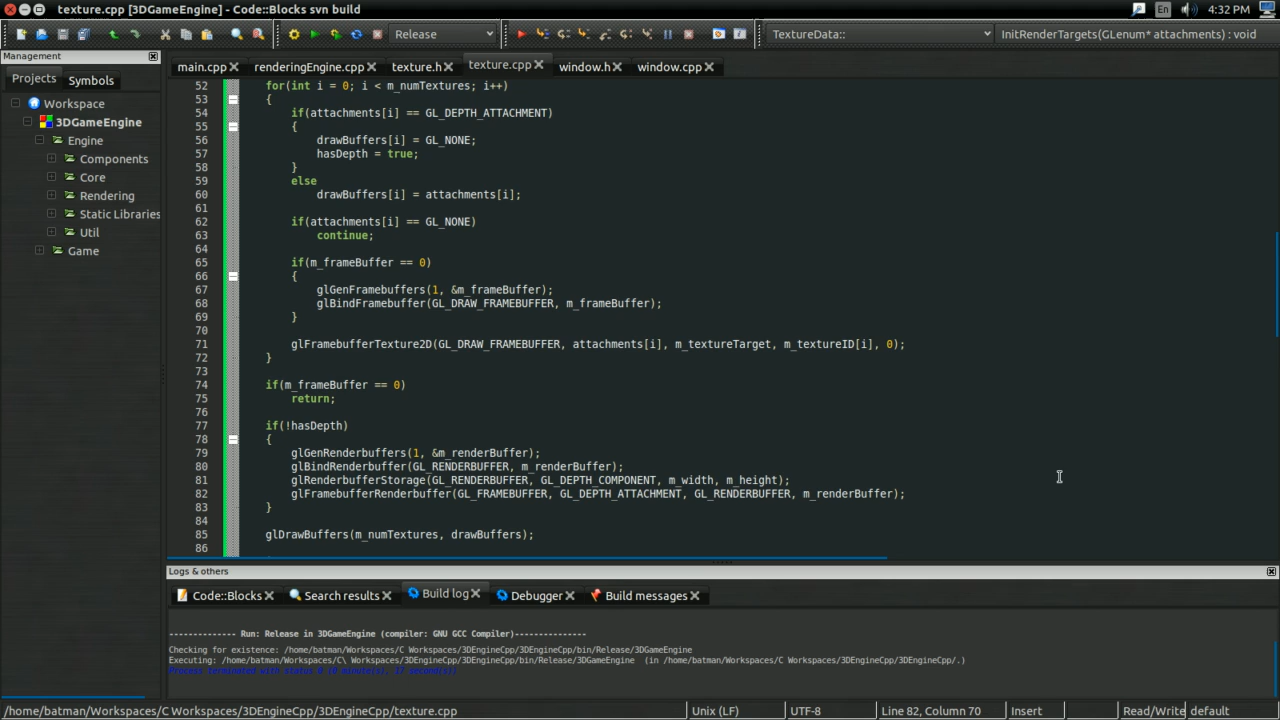 texture.cpp [3DGameEngine] - Code::Blocks svn build
En
4:32 PM
Release
TextureData::
InitRenderTargets(GLenum* attachments) : void
Management
Projects
Symbols
Workspace
3DGameEngine
Engine
Components
Core
Rendering
Static Libraries
Util
Game
main.cpp
renderingEngine.cpp
texture.h
texture.cpp
window.h
window.cpp
52 for(int i = 0; i < m_numTextures; i++)
53 {
54 if(attachments[i] == GL_DEPTH_ATTACHMENT)
55 {
56 drawBuffers[i] = GL_NONE;
57 hasDepth = true;
58 }
59 else
60 drawBuffers[i] = attachments[i];
61
62 if(attachments[i] == GL_NONE)
63 continue;
64
65 if(m_frameBuffer == 0)
66 {
67 glGenFramebuffers(1, &m_frameBuffer);
68 glBindFramebuffer(GL_DRAW_FRAMEBUFFER, m_frameBuffer);
69 }
70
71 glFramebufferTexture2D(GL_DRAW_FRAMEBUFFER, attachments[i], m_textureTarget, m_textureID[i], 0);
72 }
73
74 if(m_frameBuffer == 0)
75 return;
76
77 if(!hasDepth)
78 {
79 glGenRenderbuffers(1, &m_renderBuffer);
80 glBindRenderbuffer(GL_RENDERBUFFER, m_renderBuffer);
81 glRenderbufferStorage(GL_RENDERBUFFER, GL_DEPTH_COMPONENT, m_width, m_height);
82 glFramebufferRenderbuffer(GL_FRAMEBUFFER, GL_DEPTH_ATTACHMENT, GL_RENDERBUFFER, m_renderBuffer);
83 }
84
85 glDrawBuffers(m_numTextures, drawBuffers);
86
Logs & others
Code::Blocks
Search results
Build log
Debugger
Build messages
-------------- Run: Release in 3DGameEngine (compiler: GNU GCC Compiler)---------------
Checking for existence: /home/batman/Workspaces/C Workspaces/3DEngineCpp/3DEngineCpp/bin/Release/3DGameEngine
Executing: /home/batman/Workspaces/C\ Workspaces/3DEngineCpp/3DEngineCpp/bin/Release/3DGameEngine  (in /home/batman/Workspaces/C Workspaces/3DEngineCpp/3DEngineCpp/.)
Process terminated with status 0 (0 minute(s), 17 second(s))
/home/batman/Workspaces/C Workspaces/3DEngineCpp/3DEngineCpp/texture.cpp
Unix (LF)
UTF-8
Line 82, Column 70
Insert
Read/Write
default